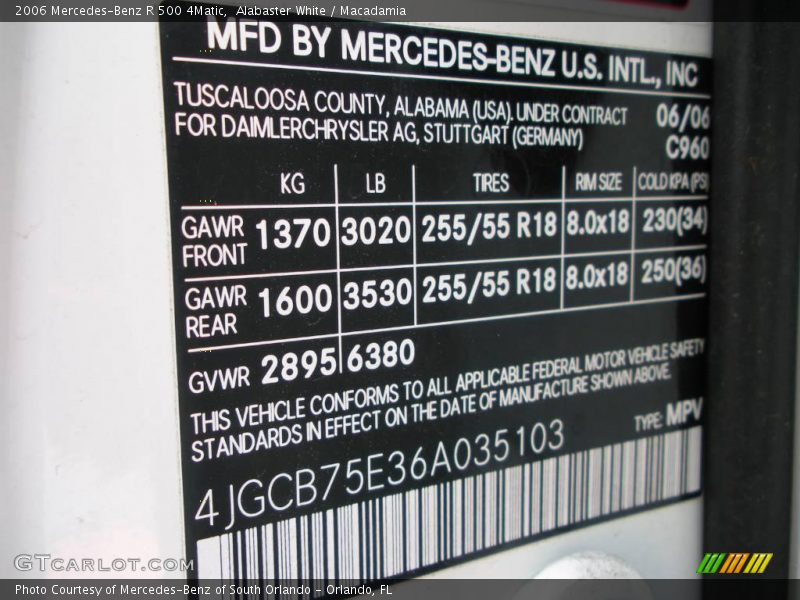 2006 Mercedes-Benz R 500 4Matic,  Alabaster White / Macadamia
MFD BY MERCEDES-BENZ U.S. INTL., INC
TUSCALOOSA COUNTY, ALABAMA (USA). UNDER CONTRACT 06/06
FOR DAIMLERCHRYSLER AG, STUTTGART (GERMANY) C960
KG LB TIRES RIM SIZE COLD KPA (PSI
GAWR FRONT 1370 3020 255/55 R18 8.0x18 230(34)
GAWR REAR 1600 3530 255/55 R18 8.0x18 250(36)
GVWR 2895 6380
THIS VEHICLE CONFORMS TO ALL APPLICABLE FEDERAL MOTOR VEHICLE SAFETY
STANDARDS IN EFFECT ON THE DATE OF MANUFACTURE SHOWN ABOVE.
TYPE: MPV
4JGCB75E36A035103
GTCARLOT.COM
Photo Courtesy of Mercedes-Benz of South Orlando - Orlando, FL